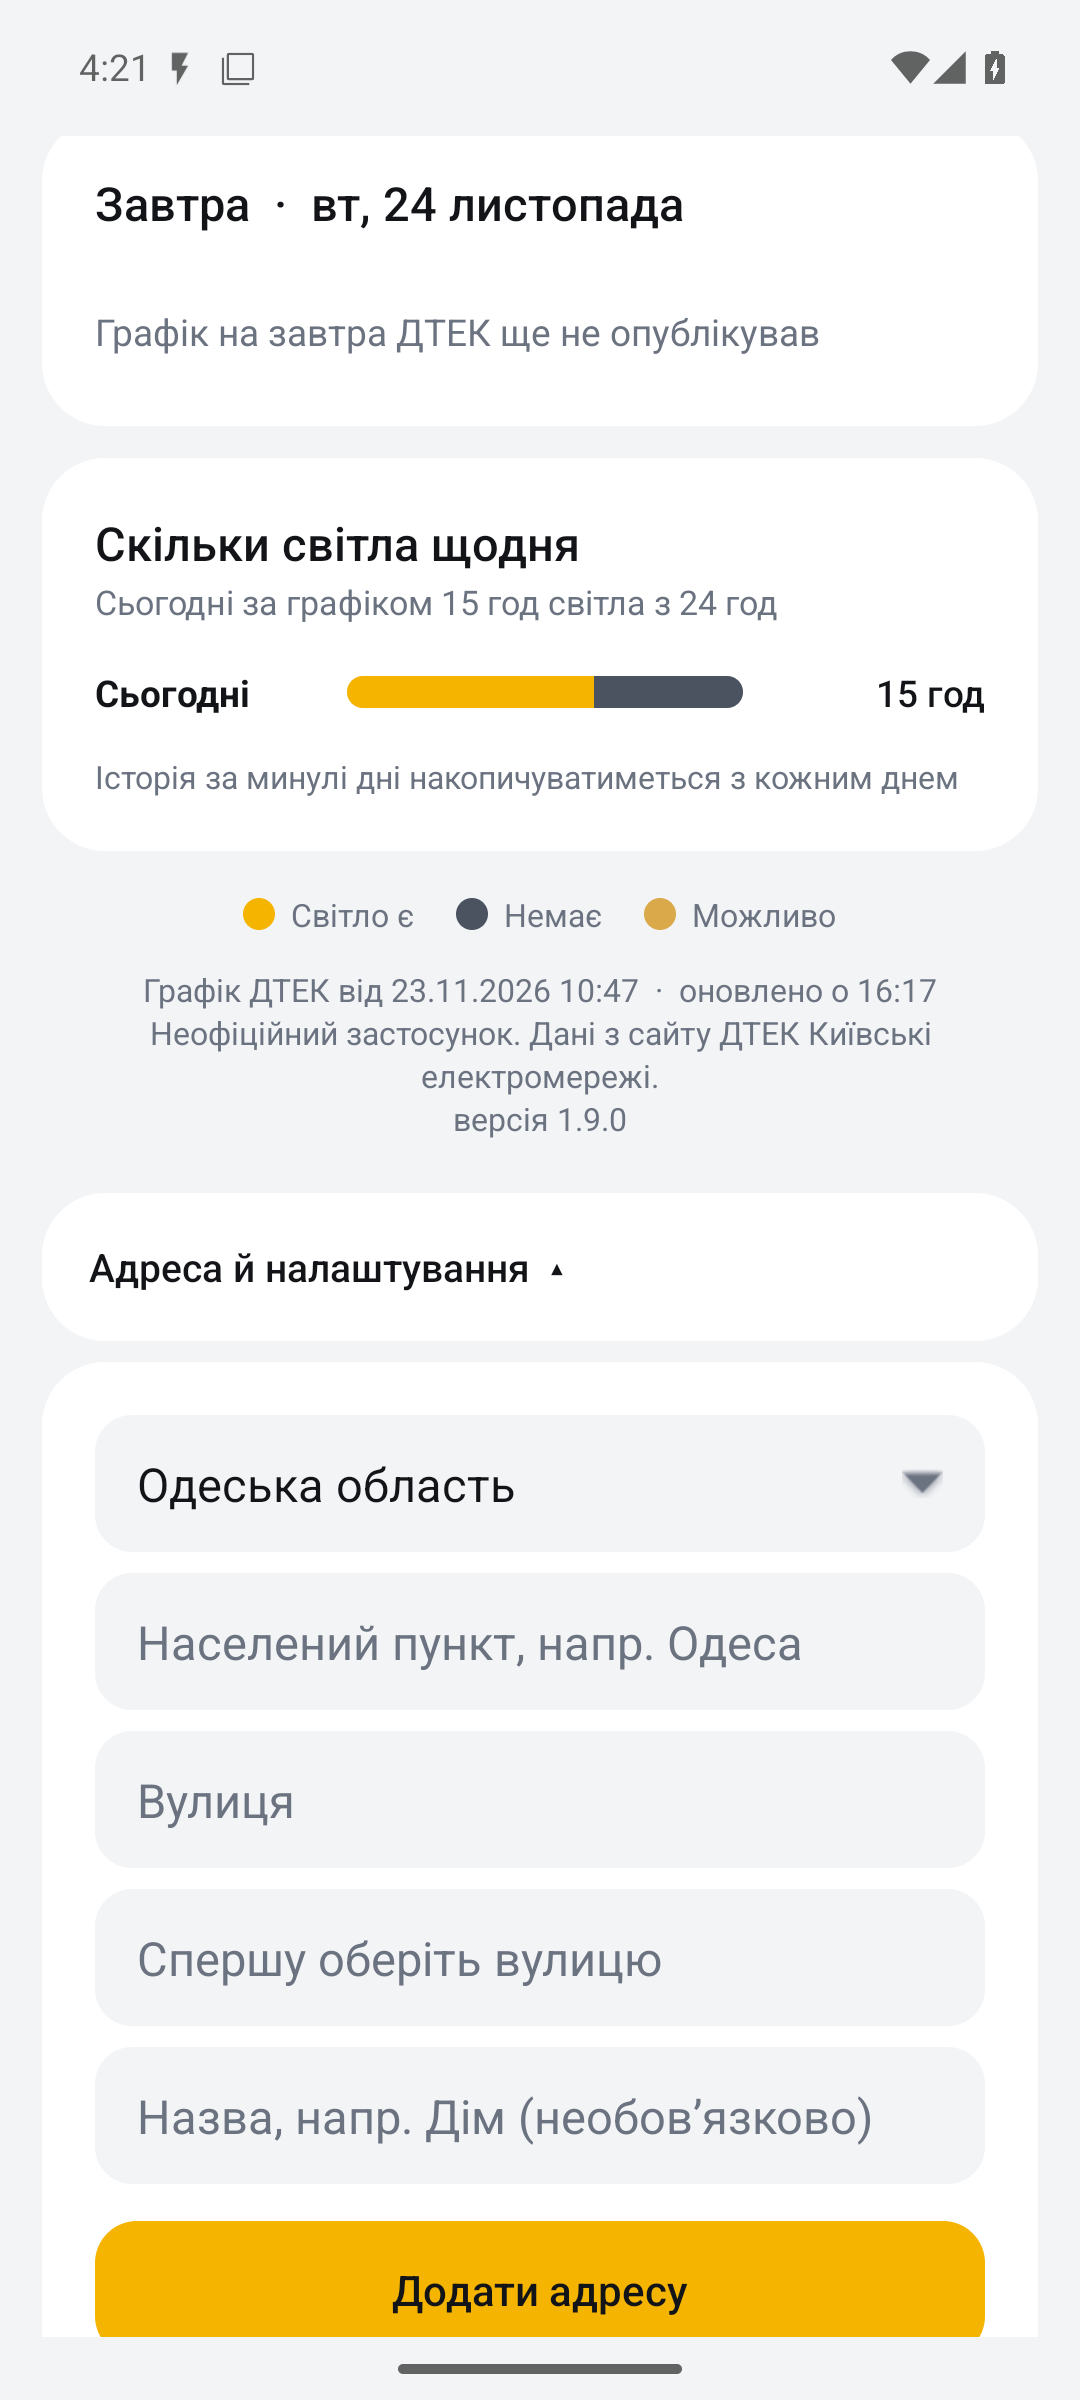 4:21
Завтра · вт, 24 листопада
Графік на завтра ДТЕК ще не опублікував
Скільки світла щодня
Сьогодні за графіком 15 год світла з 24 год
Сьогодні 15 год
Історія за минулі дні накопичуватиметься з кожним днем
Світло є Немає Можливо
Графік ДТЕК від 23.11.2026 10:47 · оновлено о 16:17
Неофіційний застосунок. Дані з сайту ДТЕК Київські
електромережі.
версія 1.9.0
Адреса й налаштування ▴
Одеська область
Населений пункт, напр. Одеса
Вулиця
Спершу оберіть вулицю
Назва, напр. Дім (необов’язково)
Додати адресу